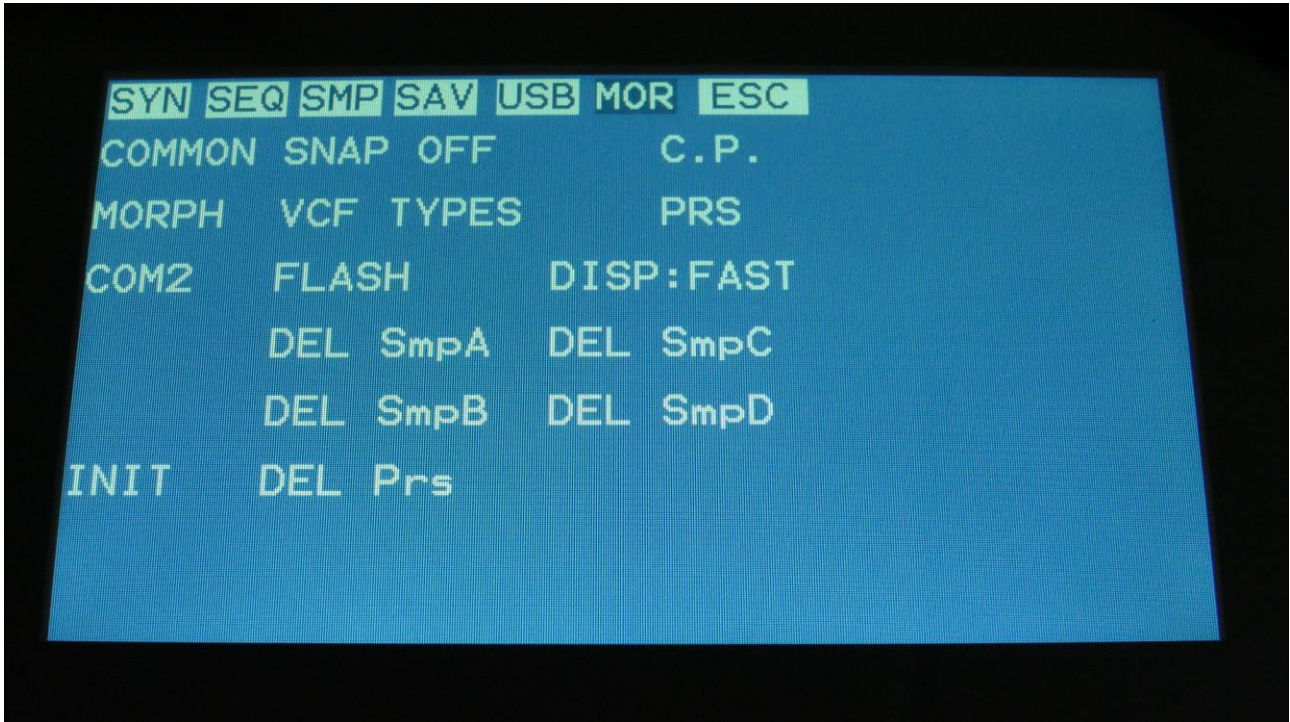 SYN SEQ SMP SAV USB MOR ESC
COMMON SNAP OFF C.P.
MORPH VCF TYPES PRS
COM2 FLASH DISP:FAST
DEL SmpA DEL SmpC
DEL SmpB DEL SmpD
INIT DEL Prs